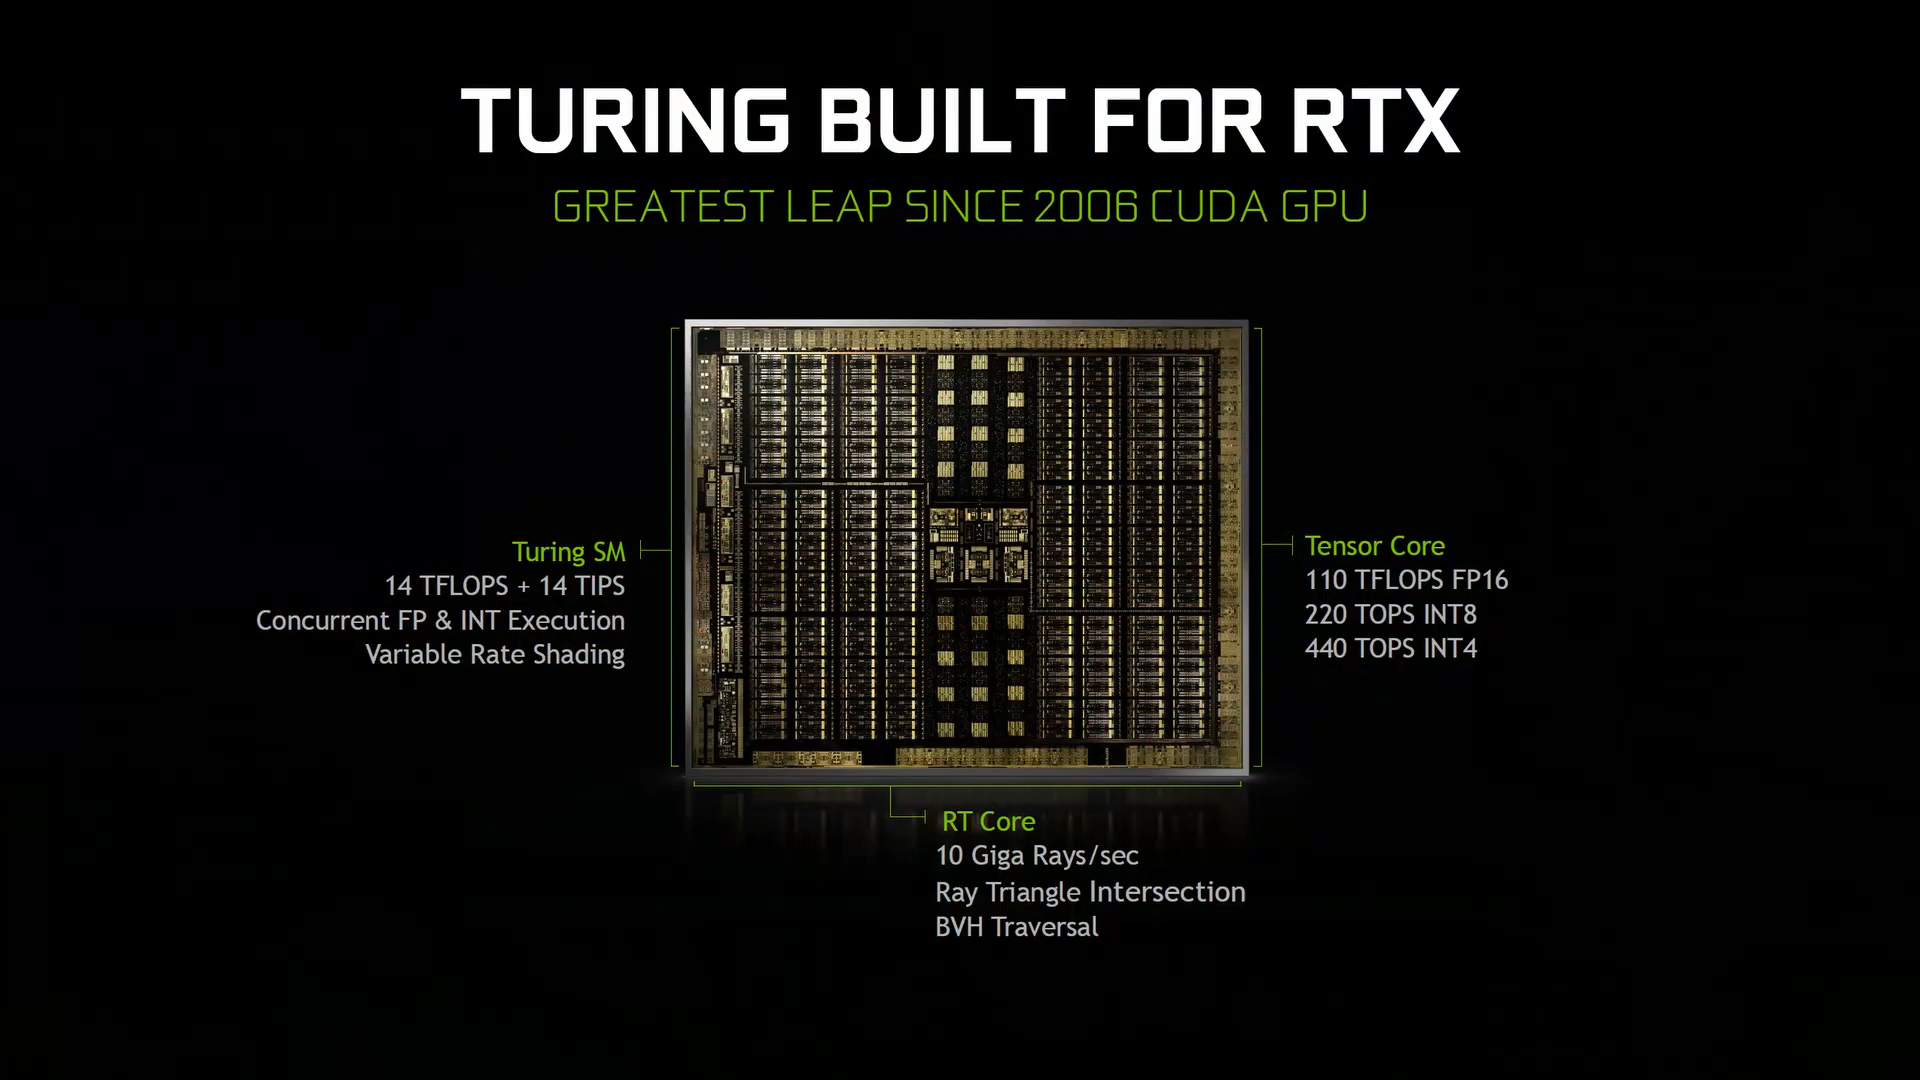 TURING BUILT FOR RTX
GREATEST LEAP SINCE 2006 CUDA GPU
Turing SM
14 TFLOPS + 14 TIPS
Concurrent FP & INT Execution
Variable Rate Shading
Tensor Core
110 TFLOPS FP16
220 TOPS INT8
440 TOPS INT4
RT Core
10 Giga Rays/sec
Ray Triangle Intersection
BVH Traversal